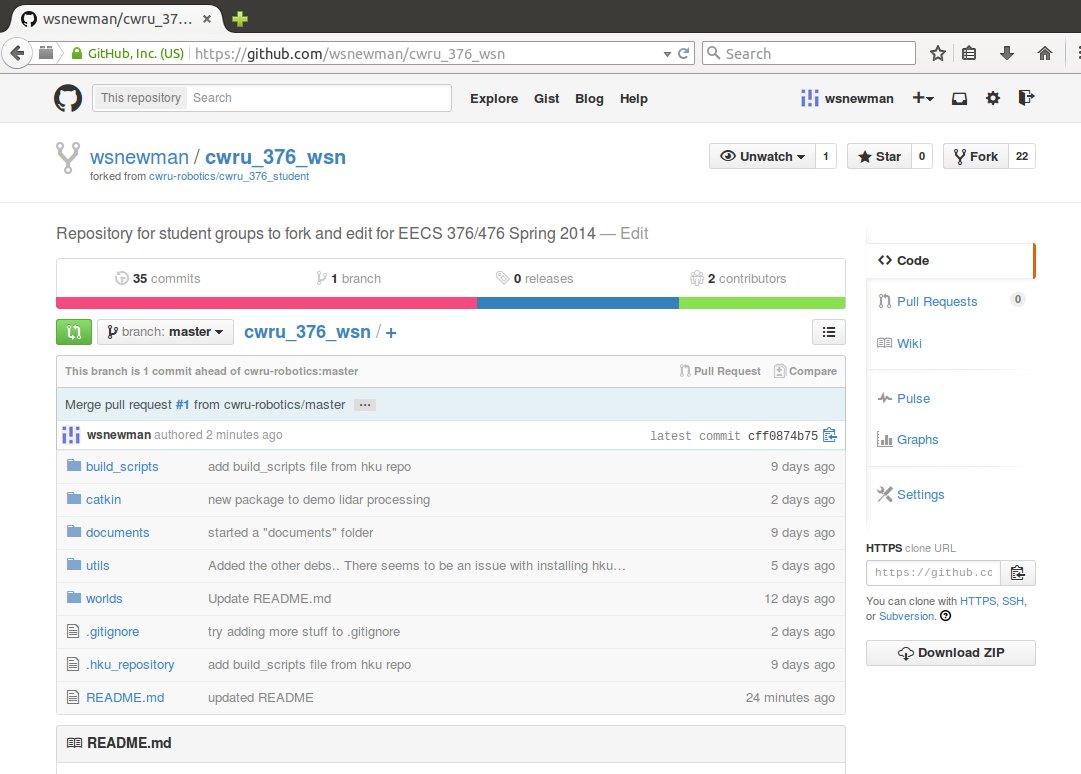 wsnewman/cwru_37... ×
GitHub, Inc. (US) https://github.com/wsnewman/cwru_376_wsn Search
This repository Search Explore Gist Blog Help wsnewman
wsnewman / cwru_376_wsn Unwatch 1 Star 0 Fork 22
forked from cwru-robotics/cwru_376_student
Repository for student groups to fork and edit for EECS 376/476 Spring 2014 — Edit
35 commits 1 branch 0 releases 2 contributors
branch: master cwru_376_wsn / +
This branch is 1 commit ahead of cwru-robotics:master Pull Request Compare
Merge pull request #1 from cwru-robotics/master ...
wsnewman authored 2 minutes ago latest commit cff0874b75
build_scripts add build_scripts file from hku repo 9 days ago
catkin new package to demo lidar processing 2 days ago
documents started a "documents" folder 9 days ago
utils Added the other debs.. There seems to be an issue with installing hku... 5 days ago
worlds Update README.md 12 days ago
.gitignore try adding more stuff to .gitignore 2 days ago
.hku_repository add build_scripts file from hku repo 9 days ago
README.md updated README 24 minutes ago
README.md
Code
Pull Requests 0
Wiki
Pulse
Graphs
Settings
HTTPS clone URL
https://github.cc
You can clone with HTTPS, SSH,
or Subversion.
Download ZIP